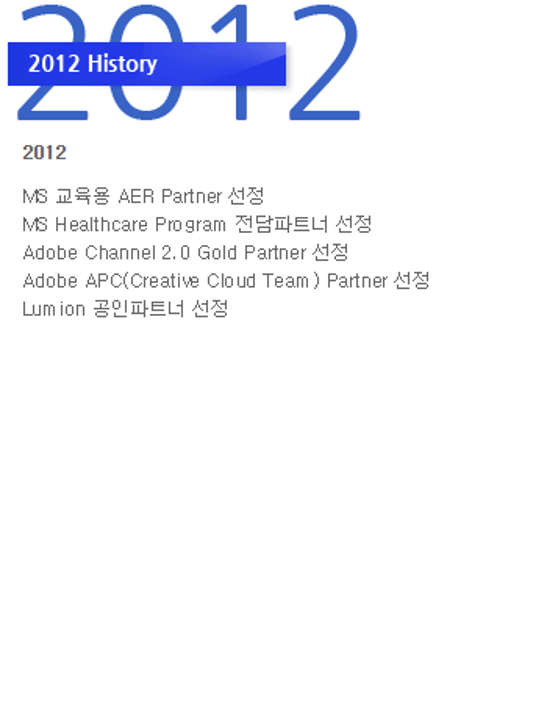 2012
2012 History
2012
MS 교육용 AER Partner 선정
MS Healthcare Program 전담파트너 선정
Adobe Channel 2.0 Gold Partner 선정
Adobe APC(Creative Cloud Team) Partner 선정
Lumion 공인파트너 선정